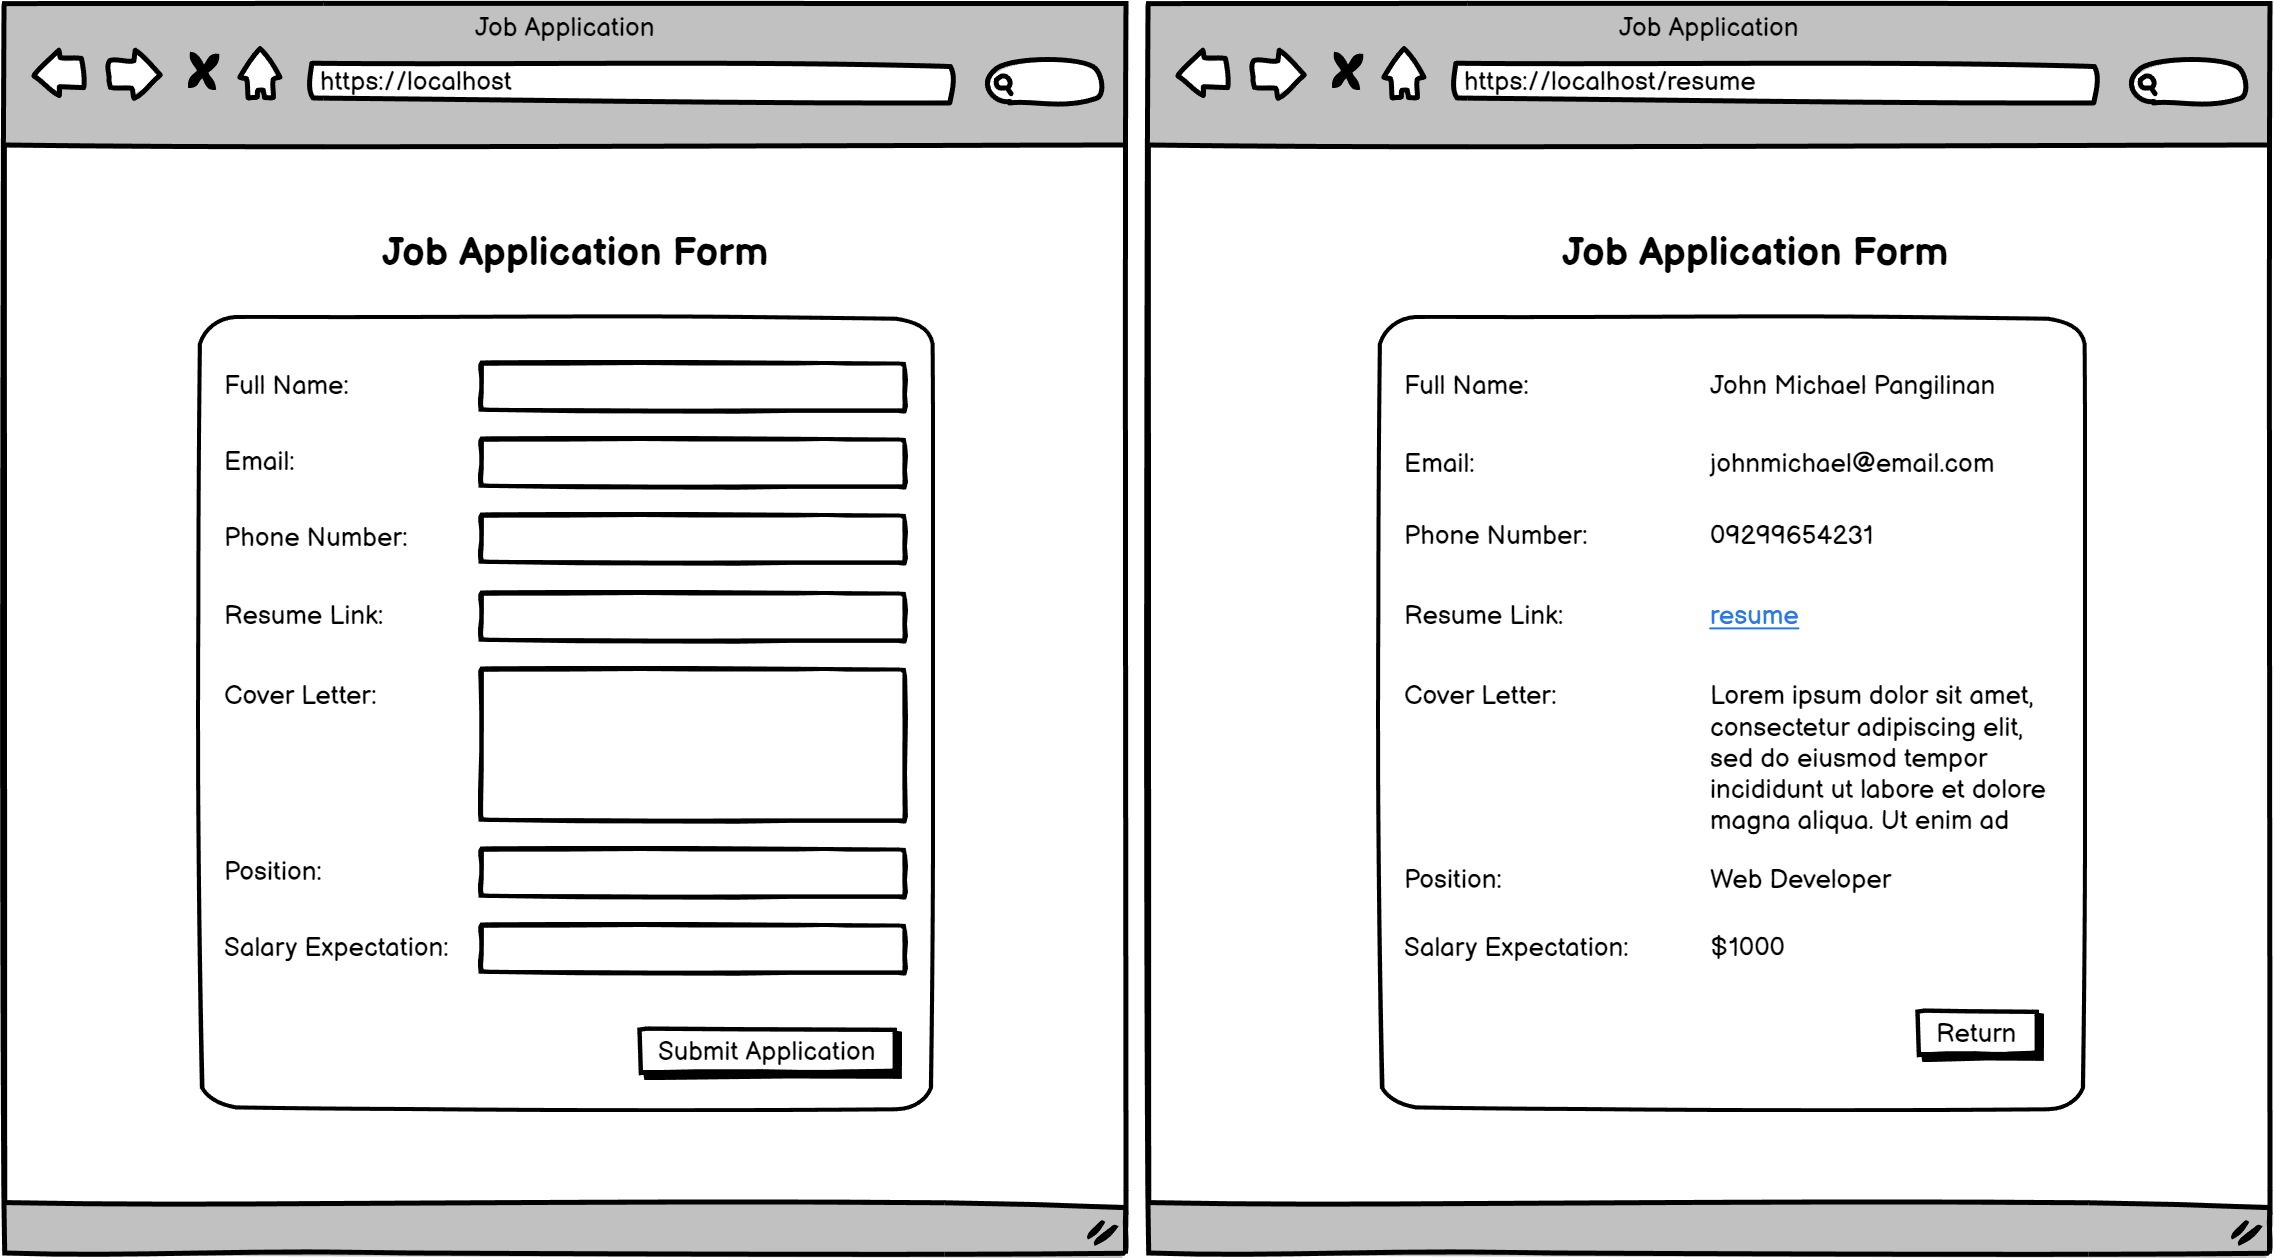 Job Application
https://localhost
Job Application Form
Full Name:
Email:
Phone Number:
Resume Link:
Cover Letter:
Position:
Salary Expectation:
Submit Application
Job Application
https://localhost/resume
Job Application Form
Full Name: John Michael Pangilinan
Email: johnmichael@email.com
Phone Number: 09299654231
Resume Link: resume
Cover Letter: Lorem ipsum dolor sit amet,
consectetur adipiscing elit,
sed do eiusmod tempor
incididunt ut labore et dolore
magna aliqua. Ut enim ad
Position: Web Developer
Salary Expectation: $1000
Return